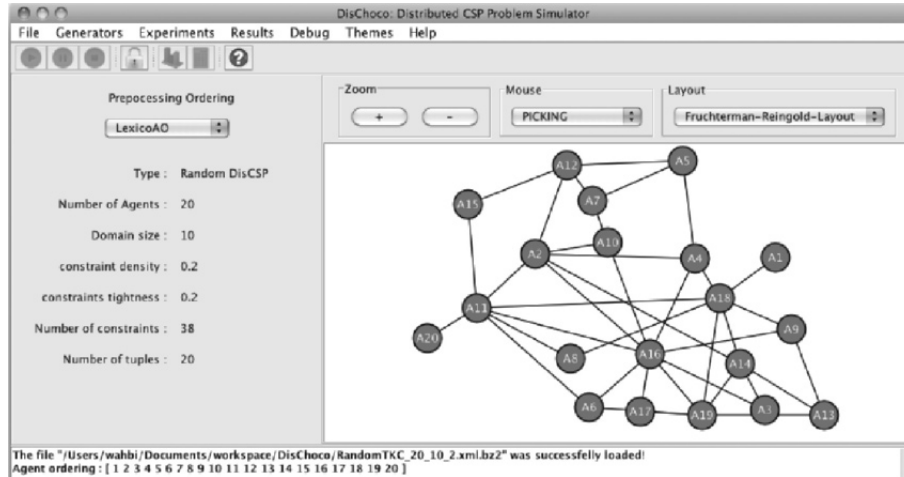 DisChoco: Distributed CSP Problem Simulator
File Generators Experiments Results Debug Themes Help
Prepocessing Ordering
LexicoAO
Type : Random DisCSP
Number of Agents : 20
Domain size : 10
constraint density : 0.2
constraints tightness : 0.2
Number of constraints : 38
Number of tuples : 20
Zoom
+ -
Mouse
PICKING
Layout
Fruchterman-Reingold-Layout
A12
A5
A15
A7
A10
A2
A4
A1
A18
A11
A9
A20
A8
A16
A14
A6
A17
A19
A3
A13
The file "/Users/wahbi/Documents/workspace/DisChoco/RandomTKC_20_10_2.xml.bz2" was successfelly loaded!
Agent ordering : [ 1 2 3 4 5 6 7 8 9 10 11 12 13 14 15 16 17 18 19 20 ]